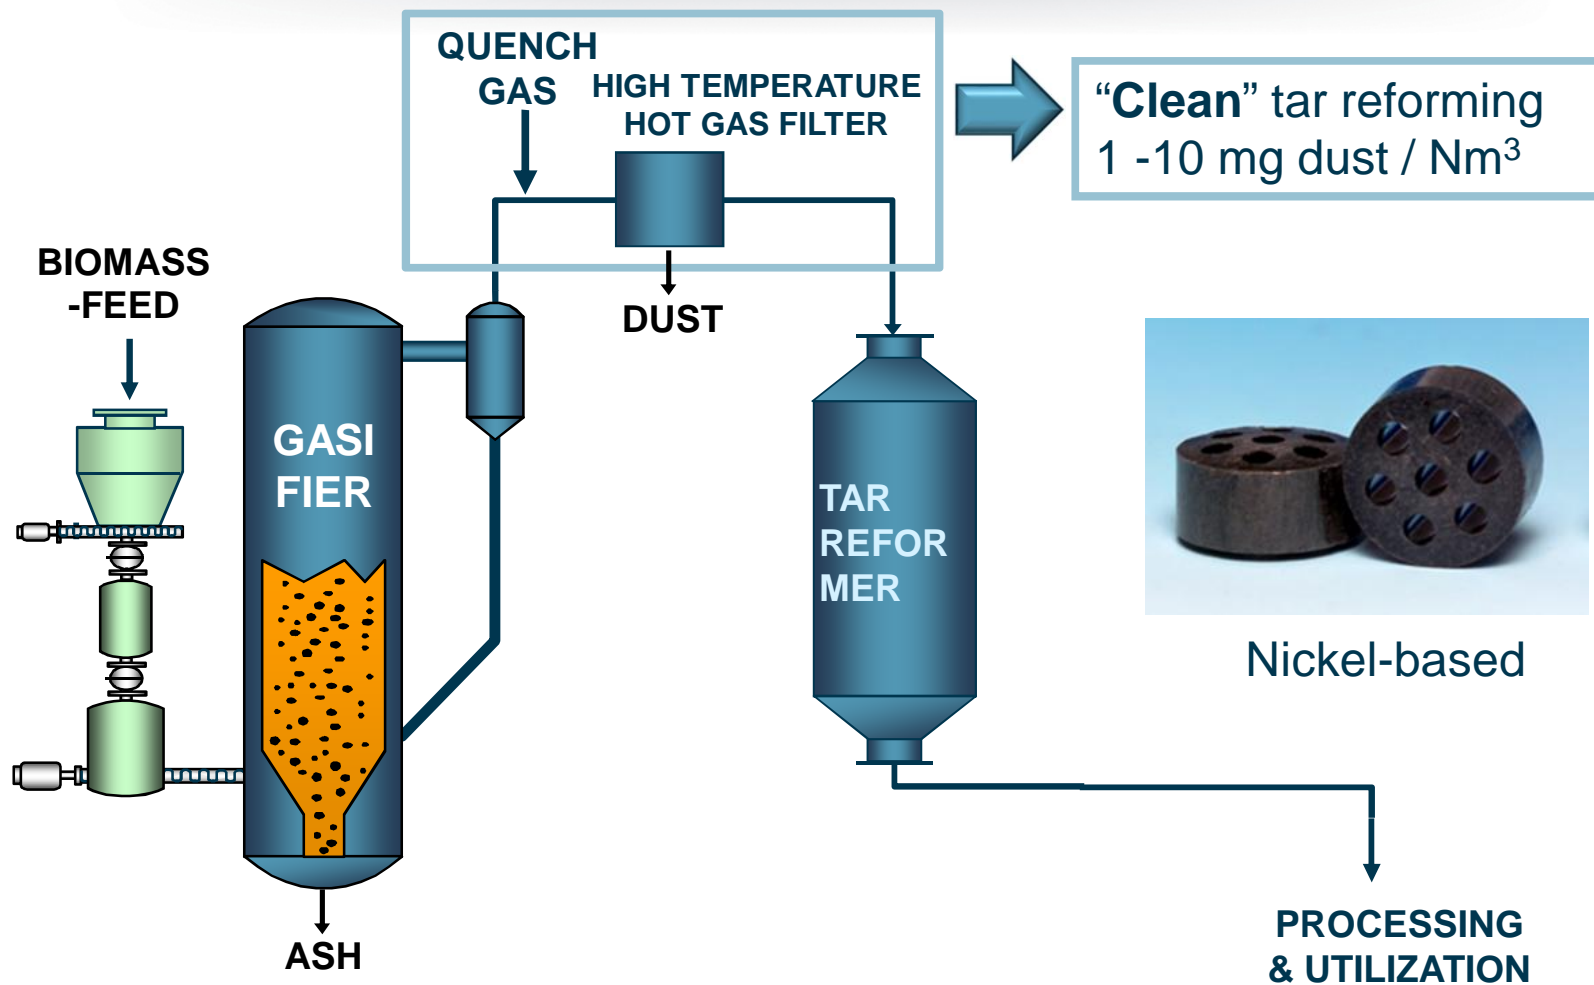 QUENCH
GAS
HIGH TEMPERATURE
HOT GAS FILTER
“Clean” tar reforming
1 -10 mg dust / Nm³
BIOMASS
-FEED
DUST
GASI
FIER
TAR
REFOR
MER
Nickel-based
ASH
PROCESSING
& UTILIZATION